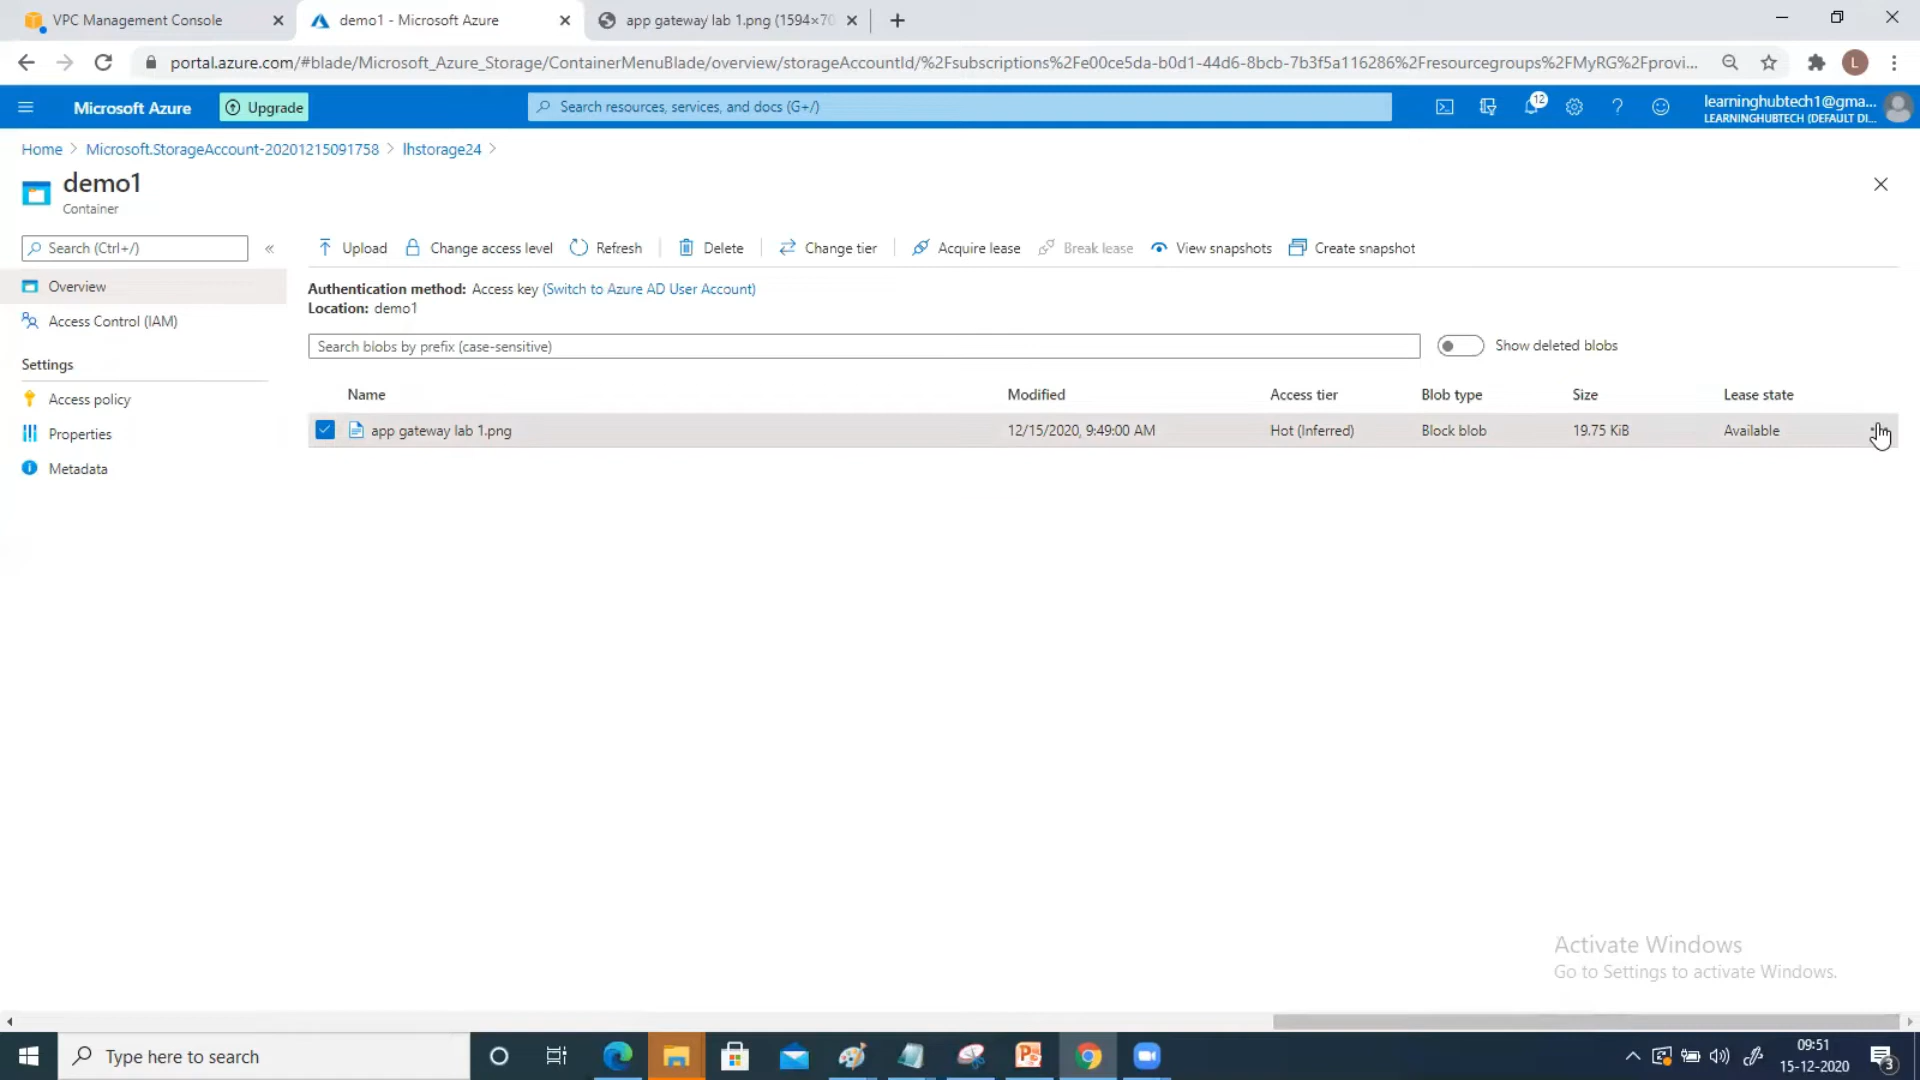 VPC Management Console
demo1 - Microsoft Azure
app gateway lab 1.png (1594×70
portal.azure.com/#blade/Microsoft_Azure_Storage/ContainerMenuBlade/overview/storageAccountId/%2Fsubscriptions%2Fe00ce5da-b0d1-44d6-8bcb-7b3f5a116286%2Fresourcegroups%2FMyRG%2Fprovi...
L
Microsoft Azure
Upgrade
Search resources, services, and docs (G+/)
12
learninghubtech1@gma...
LEARNINGHUBTECH (DEFAULT DI...
Home > Microsoft.StorageAccount-20201215091758 > lhstorage24 >
demo1
Container
Search (Ctrl+/)
Overview
Access Control (IAM)
Settings
Access policy
Properties
Metadata
Upload Change access level Refresh Delete Change tier Acquire lease Break lease View snapshots Create snapshot
Authentication method: Access key (Switch to Azure AD User Account)
Location: demo1
Search blobs by prefix (case-sensitive)
Show deleted blobs
Name Modified Access tier Blob type Size Lease state
app gateway lab 1.png 12/15/2020, 9:49:00 AM Hot (Inferred) Block blob 19.75 KiB Available
Activate Windows
Go to Settings to activate Windows.
Type here to search
09:51
15-12-2020
3